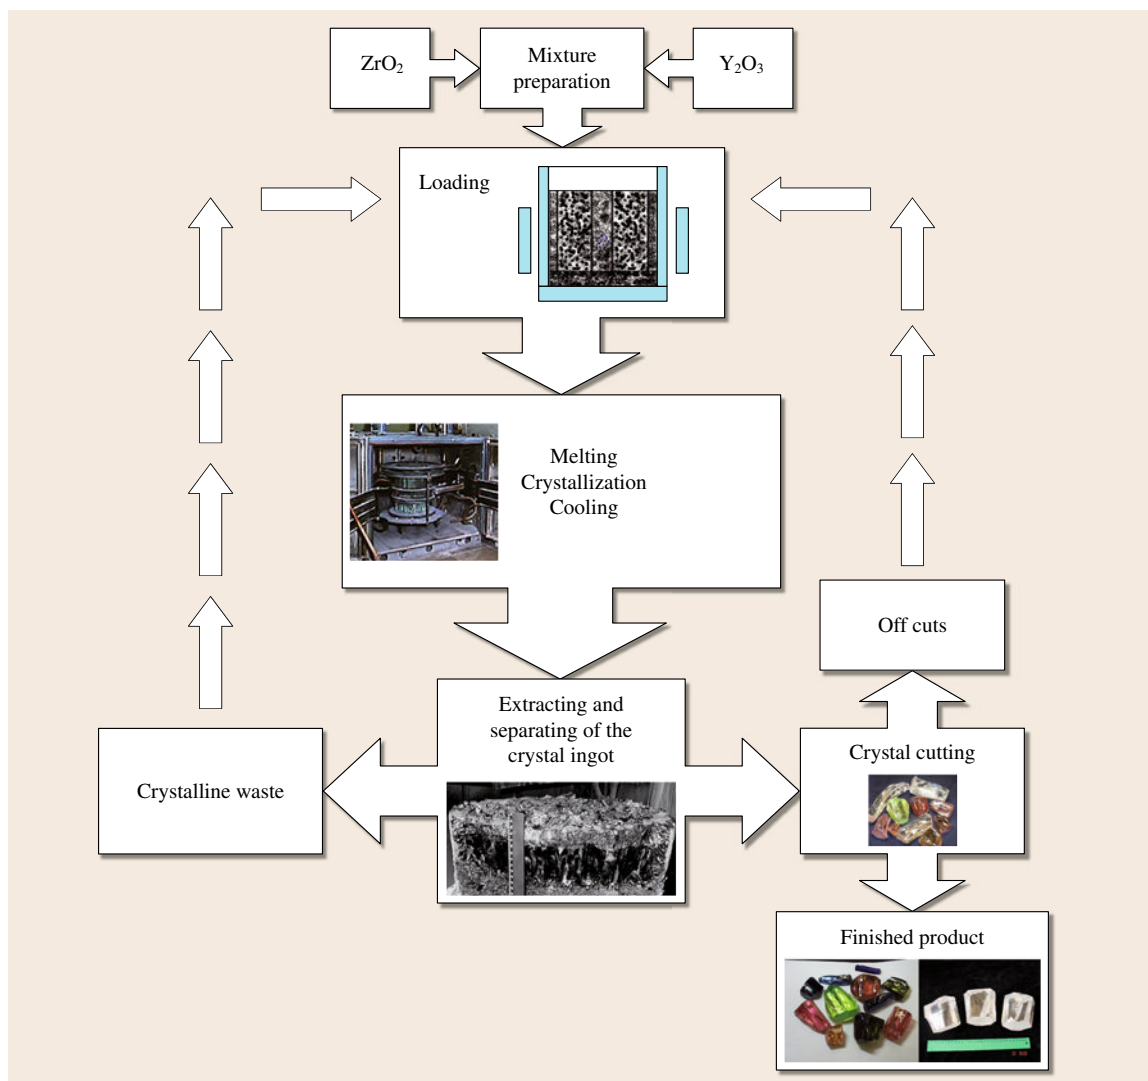 ZrO₂
Mixture
preparation
Y₂O₃
Loading
Melting
Crystallization
Cooling
Off cuts
Extracting and
separating of the
crystal ingot
Crystal cutting
Crystalline waste
Finished product